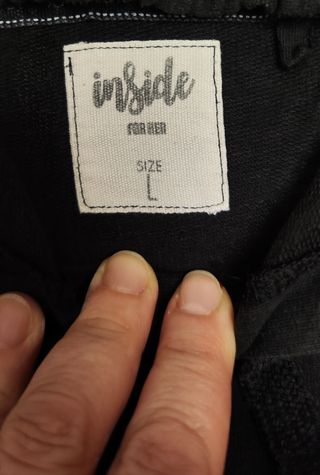 inside
FOR HER
SIZE
L